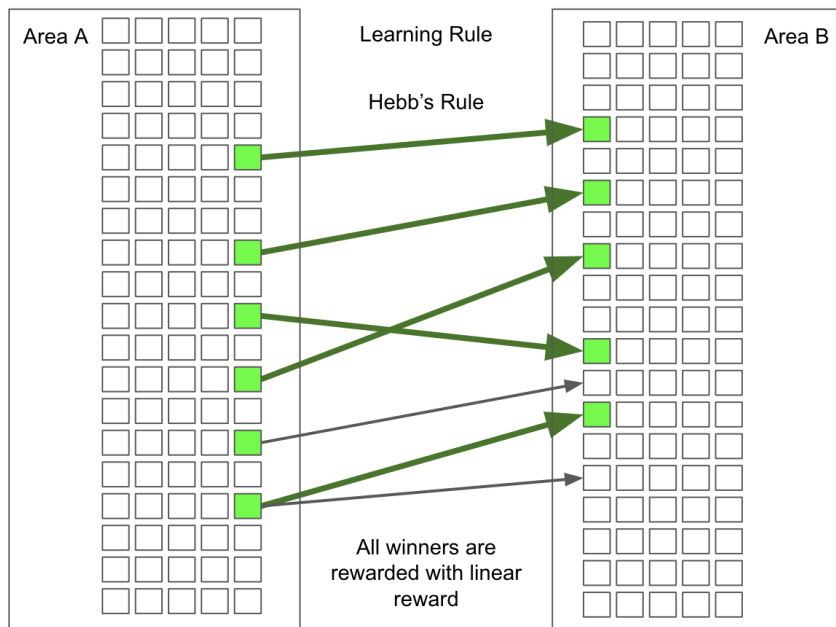 Area A
Learning Rule
Area B
Hebb's Rule
All winners are
rewarded with linear
reward